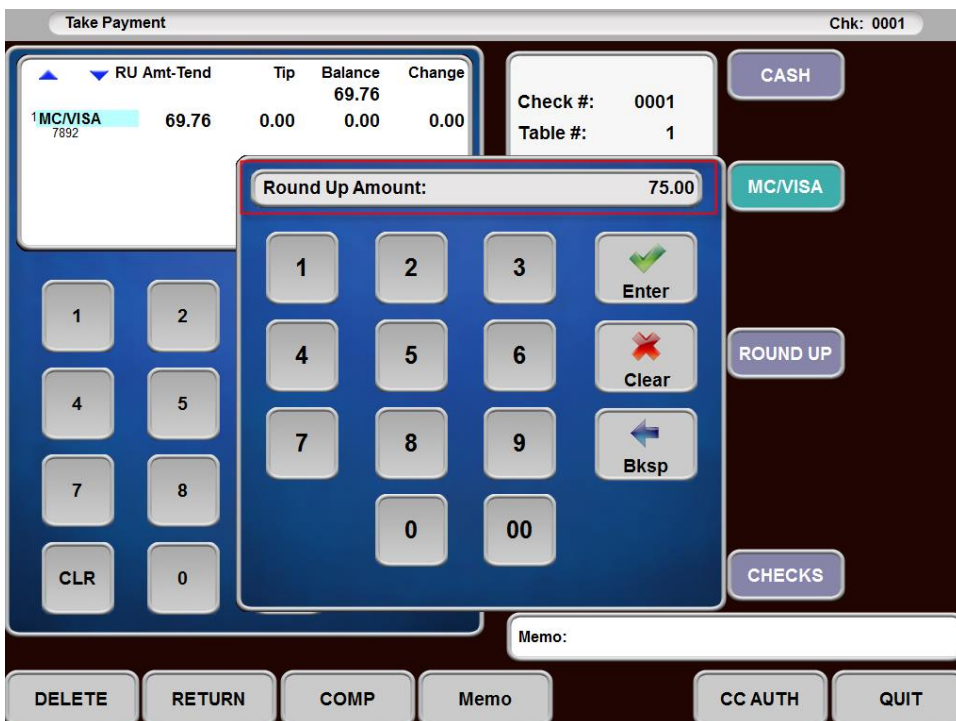 Take Payment Chk: 0001
RU Amt-Tend Tip Balance Change
69.76
1 MC/VISA 69.76 0.00 0.00 0.00
7892
Check #: 0001
Table #: 1
CASH
Round Up Amount: 75.00
MC/VISA
1 2 3 Enter
4 5 6 Clear
7 8 9 Bksp
0 00
1 2
4 5
7 8
CLR 0
ROUND UP
CHECKS
Memo:
DELETE RETURN COMP Memo CC AUTH QUIT